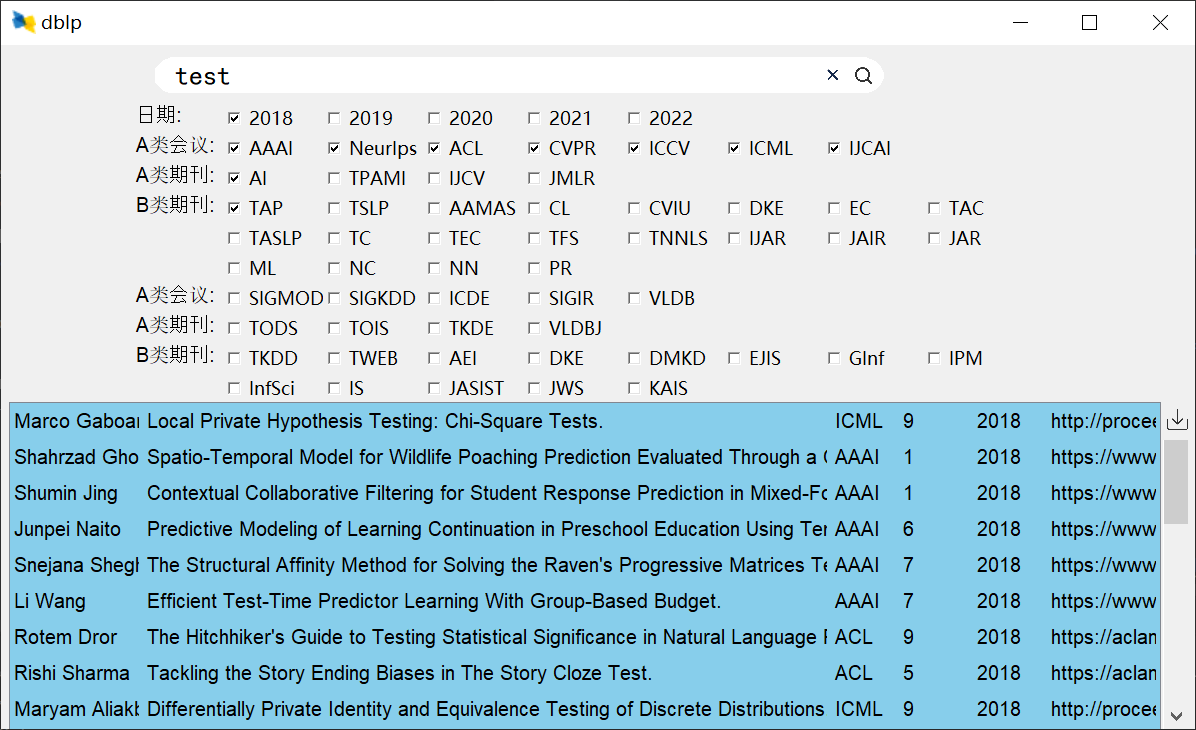 dblp
test
日期: 2018 2019 2020 2021 2022
A类会议: AAAI NeurIps ACL CVPR ICCV ICML IJCAI
A类期刊: AI TPAMI IJCV JMLR
B类期刊: TAP TSLP AAMAS CL CVIU DKE EC TAC
TASLP TC TEC TFS TNNLS IJAR JAIR JAR
ML NC NN PR
A类会议: SIGMOD SIGKDD ICDE SIGIR VLDB
A类期刊: TODS TOIS TKDE VLDBJ
B类期刊: TKDD TWEB AEI DKE DMKD EJIS GInf IPM
InfSci IS JASIST JWS KAIS
Marco Gaboar Local Private Hypothesis Testing: Chi-Square Tests. ICML 9 2018 http://procee
Shahrzad Gho Spatio-Temporal Model for Wildlife Poaching Prediction Evaluated Through a C AAAI 1 2018 https://www
Shumin Jing Contextual Collaborative Filtering for Student Response Prediction in Mixed-Fo AAAI 1 2018 https://www
Junpei Naito Predictive Modeling of Learning Continuation in Preschool Education Using Ter AAAI 6 2018 https://www
Snejana Shegh The Structural Affinity Method for Solving the Raven's Progressive Matrices Te AAAI 7 2018 https://www
Li Wang Efficient Test-Time Predictor Learning With Group-Based Budget. AAAI 7 2018 https://www
Rotem Dror The Hitchhiker's Guide to Testing Statistical Significance in Natural Language P ACL 9 2018 https://aclan
Rishi Sharma Tackling the Story Ending Biases in The Story Cloze Test. ACL 5 2018 https://aclan
Maryam Aliakb Differentially Private Identity and Equivalence Testing of Discrete Distributions. ICML 9 2018 http://procee